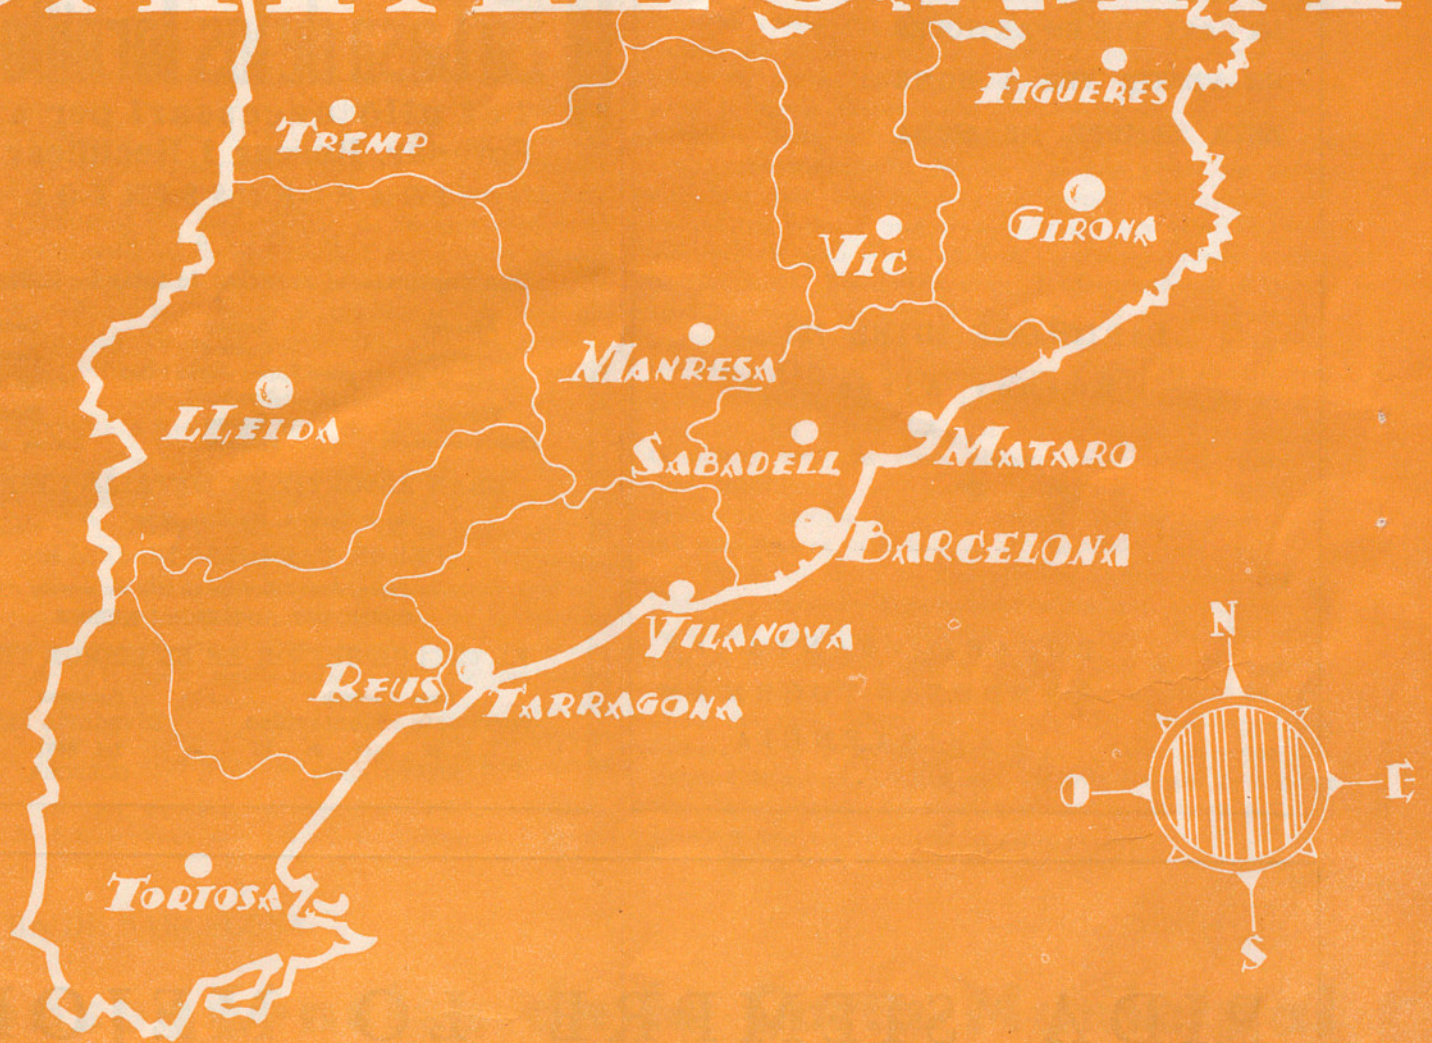 FIGUERES
TREMP
GIRONA
VIC
MANRESA
LLEIDA
SABADELL
MATARO
BARCELONA
N
VILANOVA
REUS
TARRAGONA
O
E
TORTOSA
S